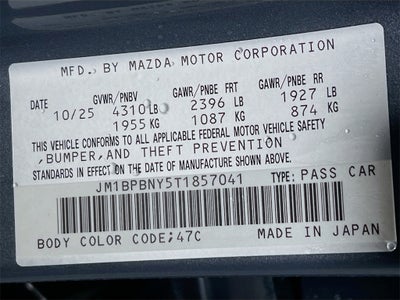 MFD. BY MAZDA MOTOR CORPORATION
GVWR/PNBV GAWR/PNBE FRT GAWR/PNBE RR
DATE 10/25 4310LB 2396 LB 1927 LB
1955KG 1087 KG 874 KG
THIS VEHICLE CONFORMS TO ALL APPLICABLE FEDERAL MOTOR VEHICLE SAFETY
,BUMPER,AND THEFT PREVENTION
STANDARDS IN EFFECT ON THE DATE OF MANUFACTURE SHOWN ABOVE.
JM1BPBNY5T1857041 TYPE:PASS CAR
BODY COLOR CODE;47C MADE IN JAPAN